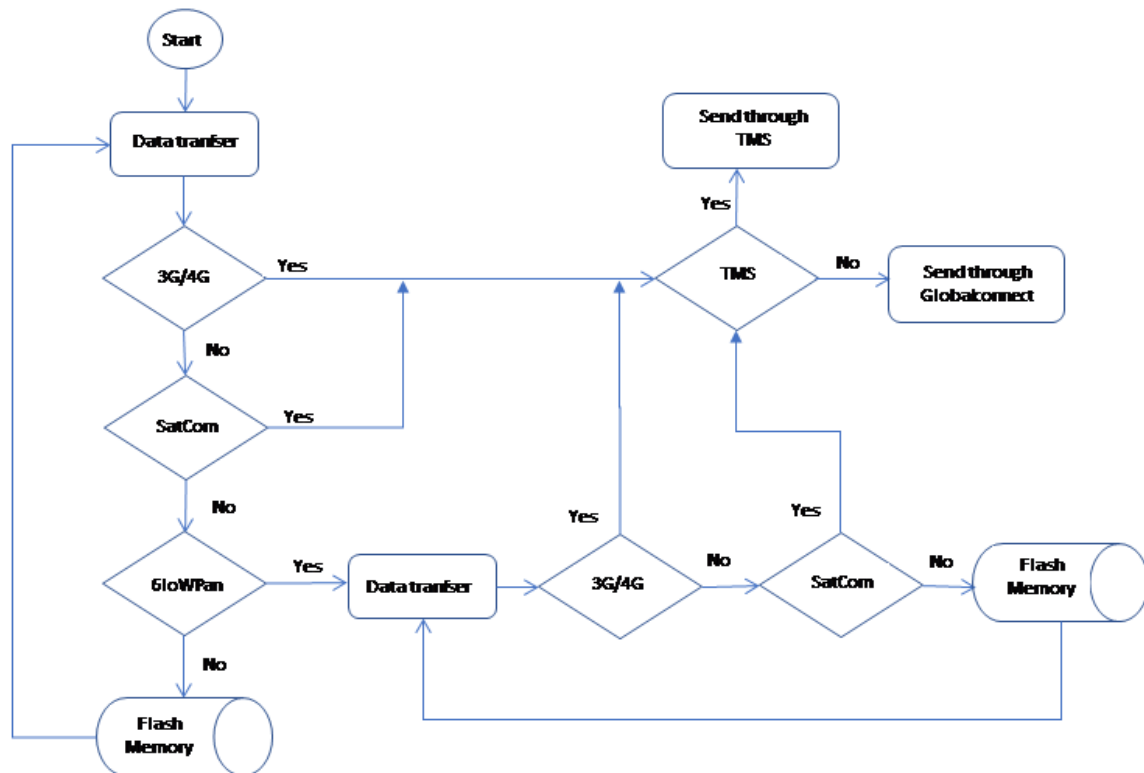 Start
Data tranfser
Send through
TMS
Yes
3G/4G
Yes
TMS
No
Send through
Globalconnect
No
SatCom
Yes
No
Yes
Yes
6loWPan
Yes
Data tranfser
3G/4G
No
SatCom
No
Flash
Memory
No
Flash
Memory